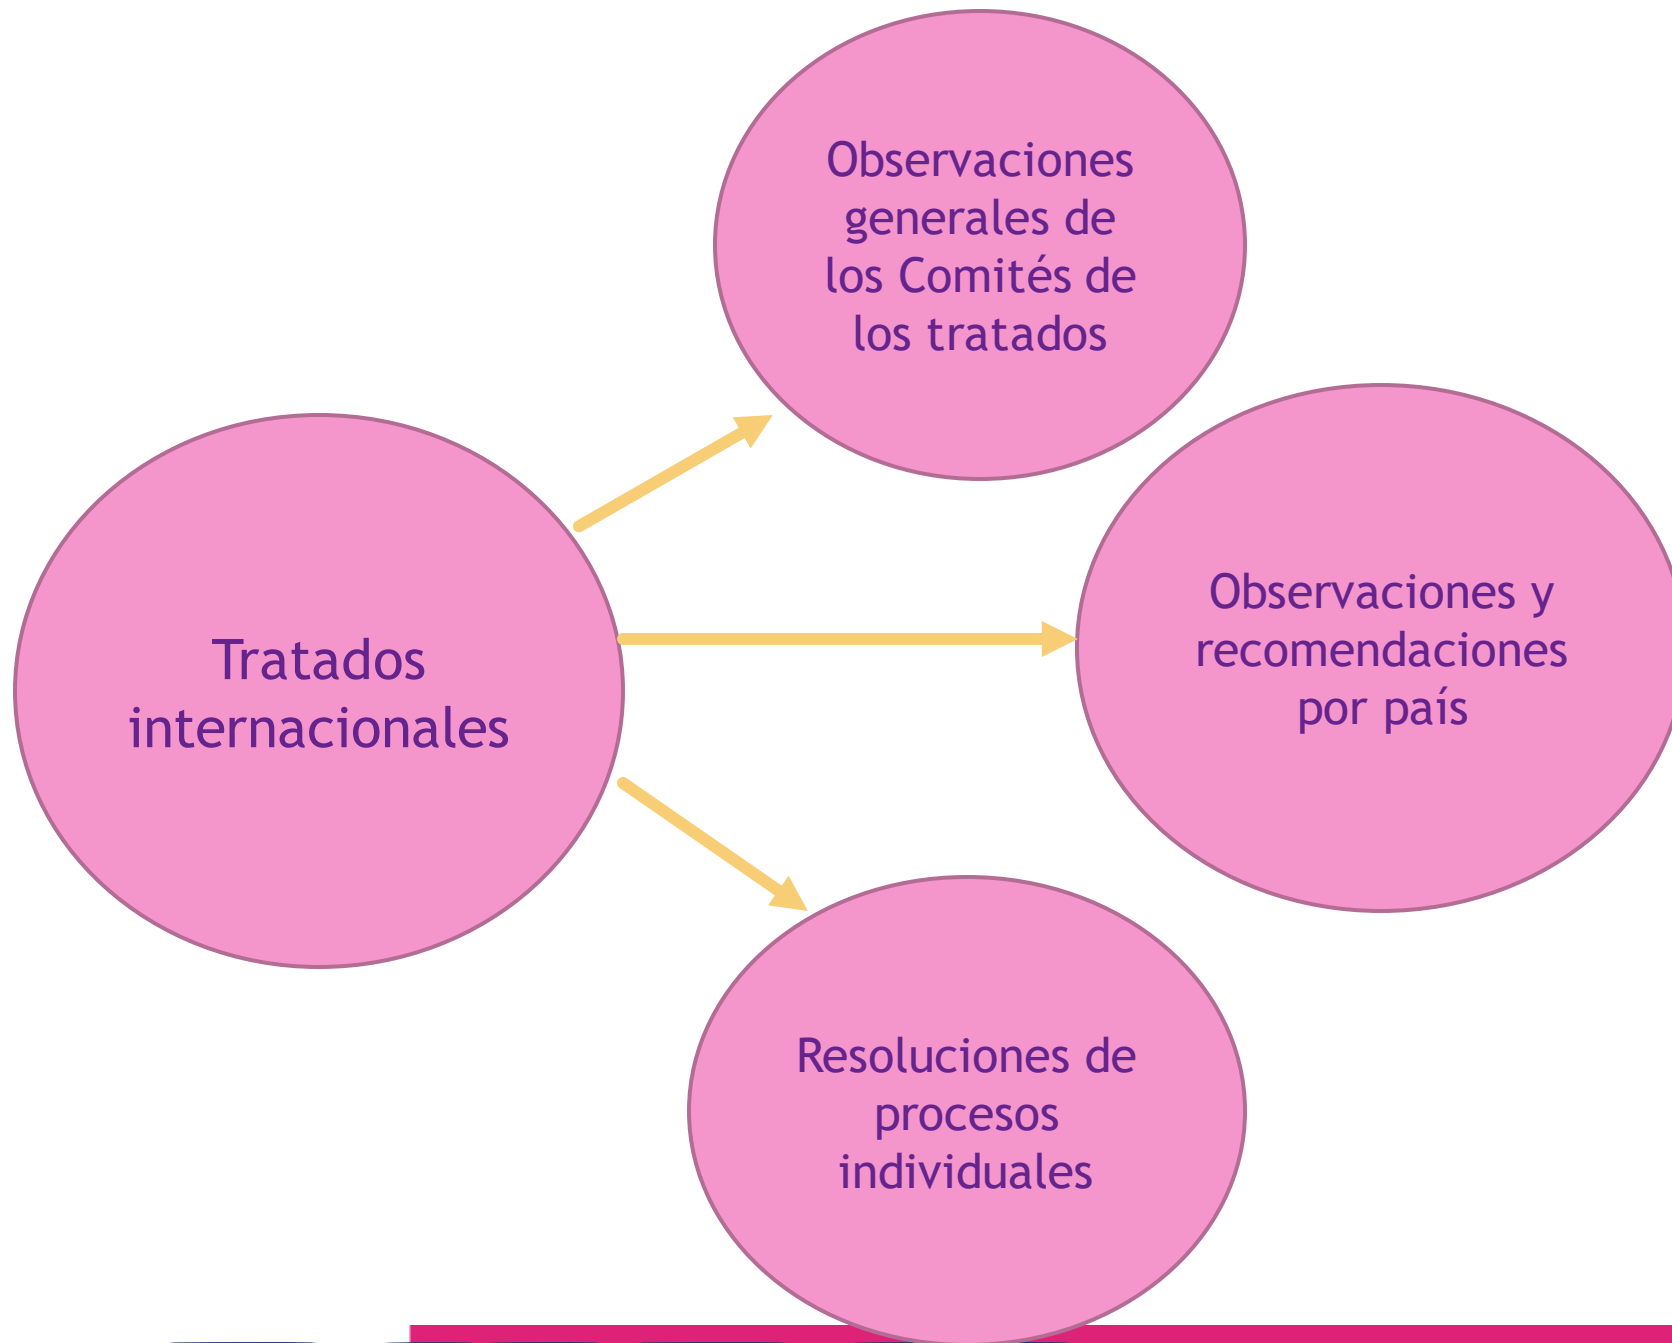 Observaciones
generales de
los Comités de
los tratados
Observaciones y
recomendaciones
por país
Tratados
internacionales
Resoluciones de
procesos
individuales